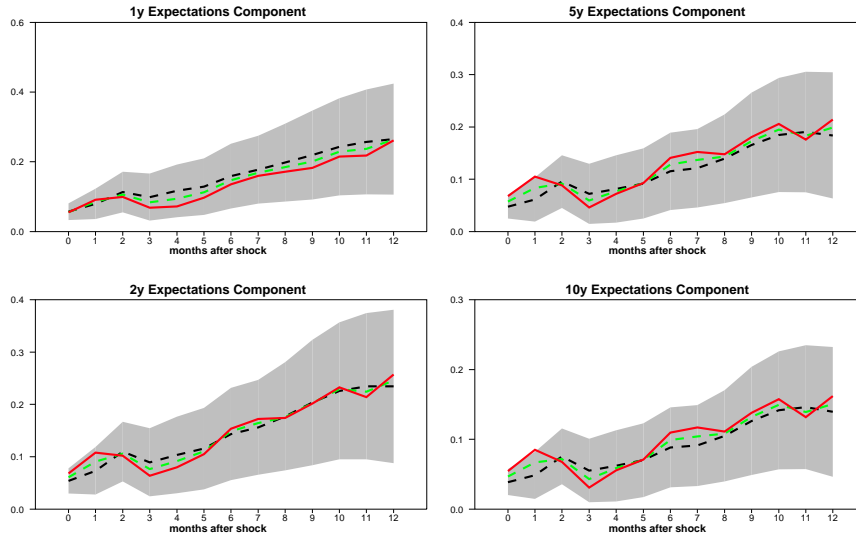 1y Expectations Component
0.6
0.4
0.2
0.0
0 1 2 3 4 5 6 7 8 9 10 11 12
months after shock
5y Expectations Component
0.4
0.3
0.2
0.1
0.0
0 1 2 3 4 5 6 7 8 9 10 11 12
months after shock
2y Expectations Component
0.4
0.3
0.2
0.1
0.0
0 1 2 3 4 5 6 7 8 9 10 11 12
months after shock
10y Expectations Component
0.3
0.2
0.1
0.0
0 1 2 3 4 5 6 7 8 9 10 11 12
months after shock